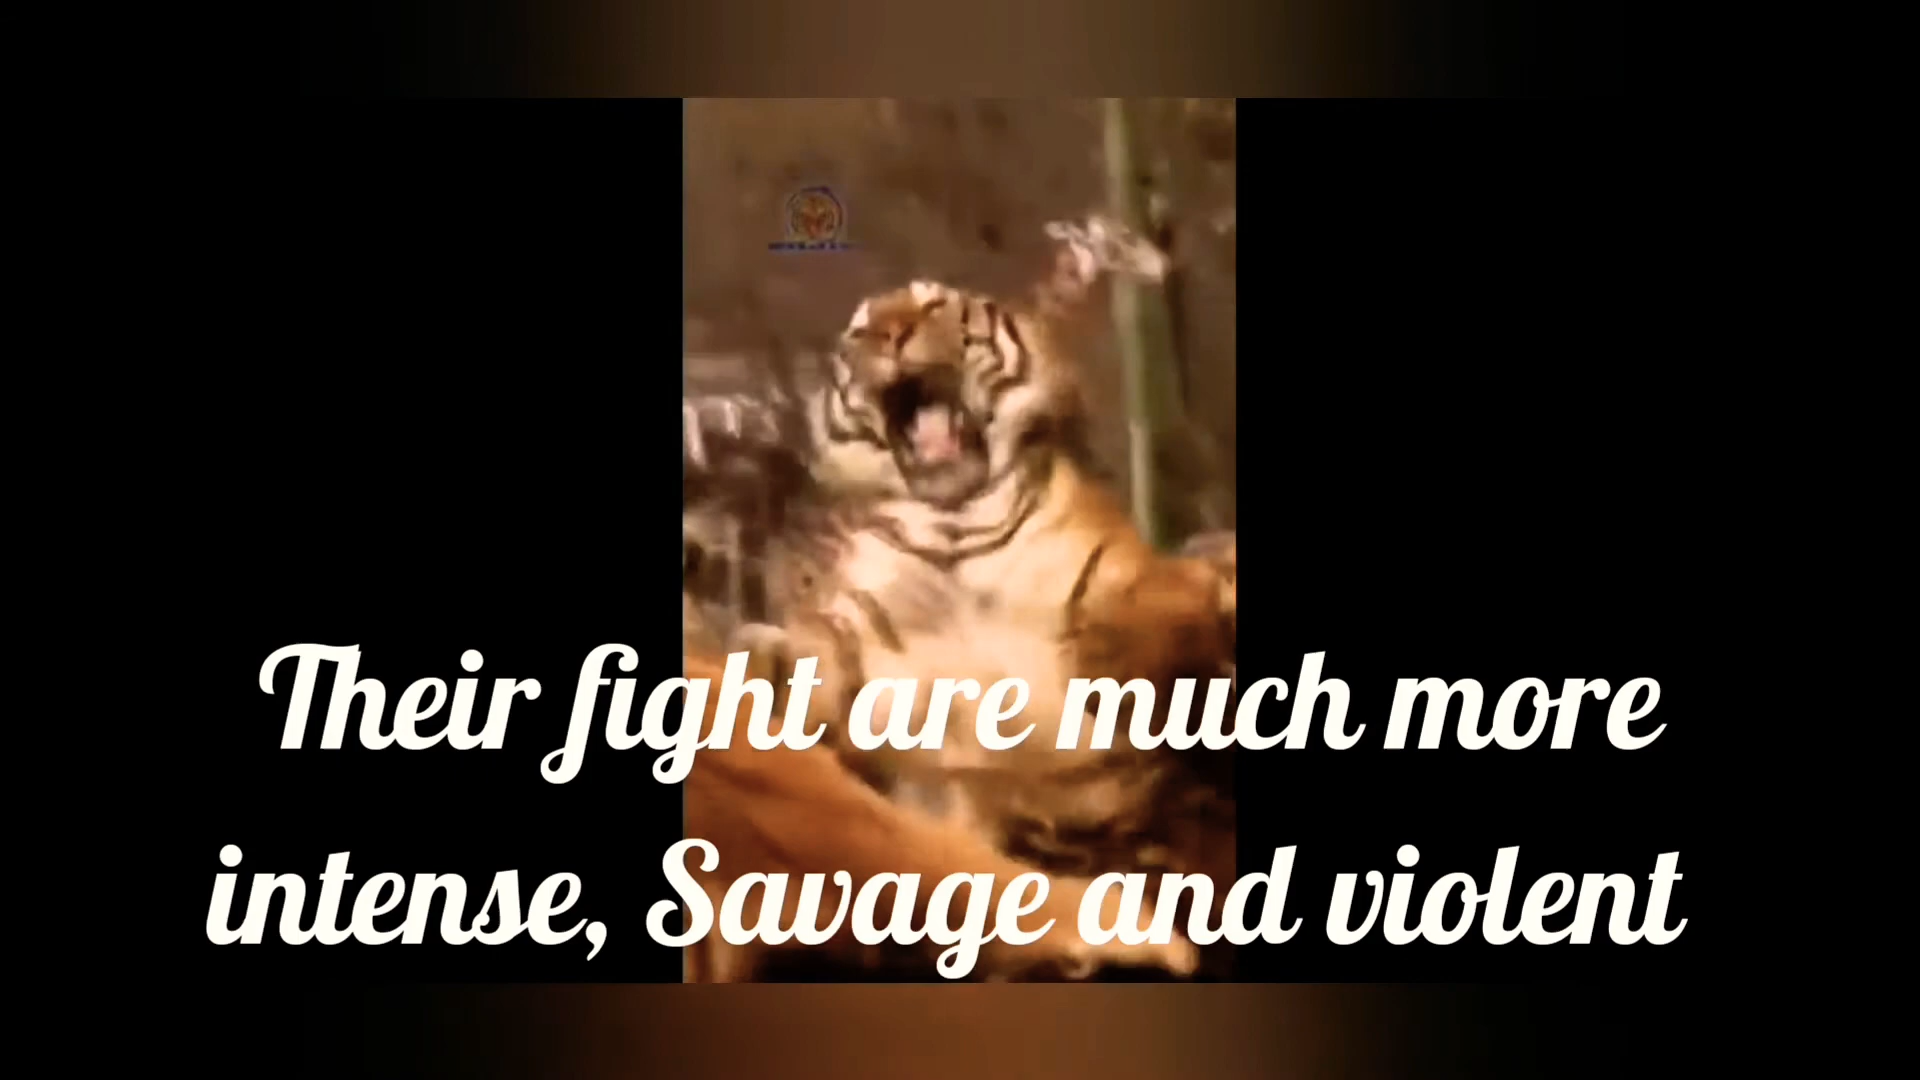 Their fight are much more
intense, Savage and violent